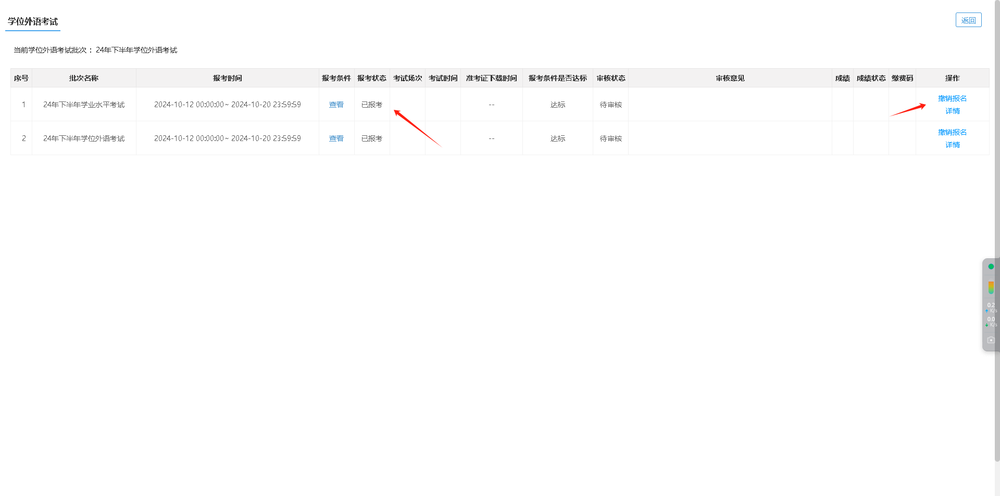 学位外语考试
返回
当前学位外语考试批次 ： 24年下半年学位外语考试
序号 批次名称 报考时间 报考条件 报考状态 考试场次 考试时间 准考证下载时间 报考条件是否达标 审核状态 审核意见 成绩 成绩状态 缴费码 操作
1 24年下半年学业水平考试 2024-10-12 00:00:00~ 2024-10-20 23:59:59 查看 已报考 -- 达标 待审核 撤销报名
详情
2 24年下半年学位外语考试 2024-10-12 00:00:00~ 2024-10-20 23:59:59 查看 已报考 -- 达标 待审核 撤销报名
详情
0.2
K/s
0.0
K/s